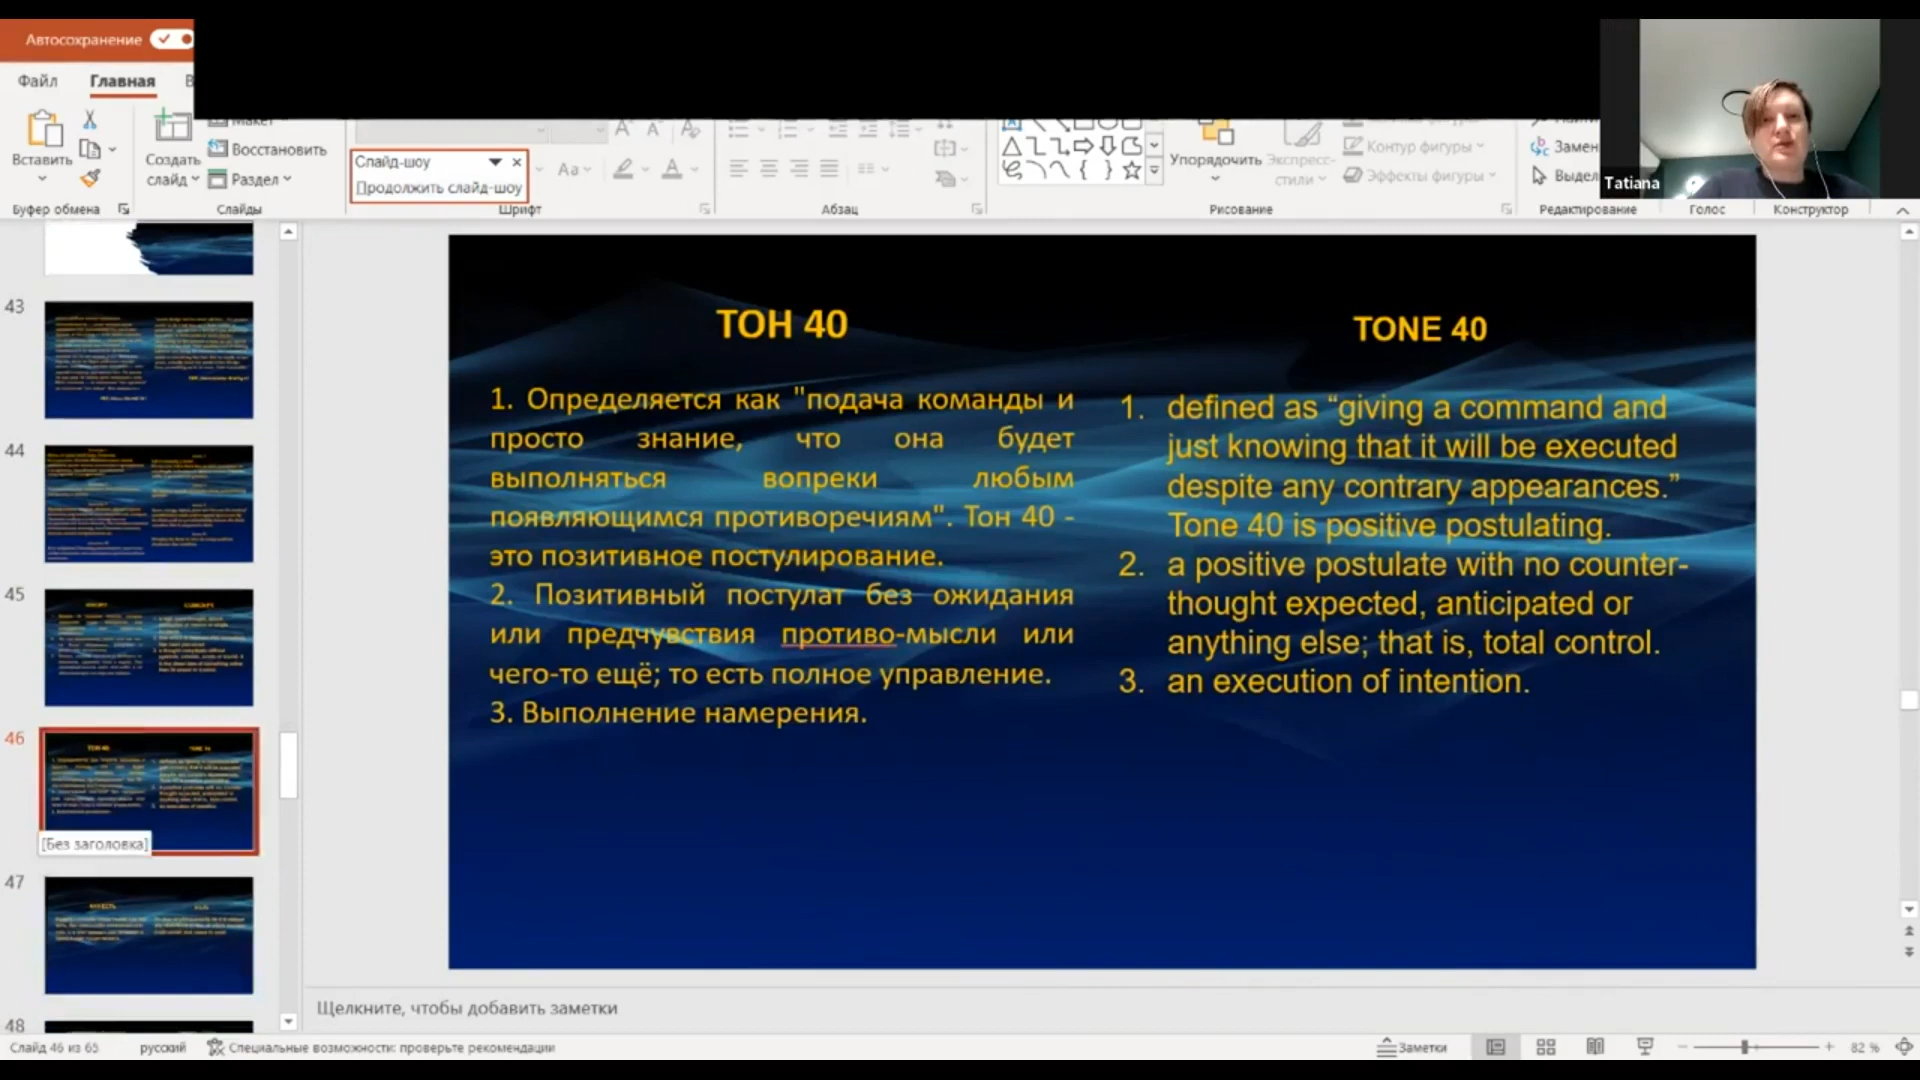 Автосохранение
Файл
Главная
В
Вставить
Буфер обмена
Создать
слайд
Макет
Восстановить
Раздел
Слайды
Слайд-шоу
Продолжить слайд-шоу
Шрифт
Aa
Абзац
Рисование
Упорядочить
Экспресс-
стили
Контур фигуры
Эффекты фигуры
Замен
Выдел
Редактирование
Голос
Конструктор
Tatiana
43
44
45
46
[Без заголовка]
47
48
ТОН 40
1. Определяется как "подача команды и
просто знание, что она будет
выполняться вопреки любым
появляющимся противоречиям". Тон 40 -
это позитивное постулирование.
2. Позитивный постулат без ожидания
или предчувствия противо-мысли или
чего-то ещё; то есть полное управление.
3. Выполнение намерения.
TONE 40
1. defined as “giving a command and
just knowing that it will be executed
despite any contrary appearances.”
Tone 40 is positive postulating.
2. a positive postulate with no counter-
thought expected, anticipated or
anything else; that is, total control.
3. an execution of intention.
Щелкните, чтобы добавить заметки
Слайд 46 из 65
русский
Специальные возможности: проверьте рекомендации
Заметки
82 %